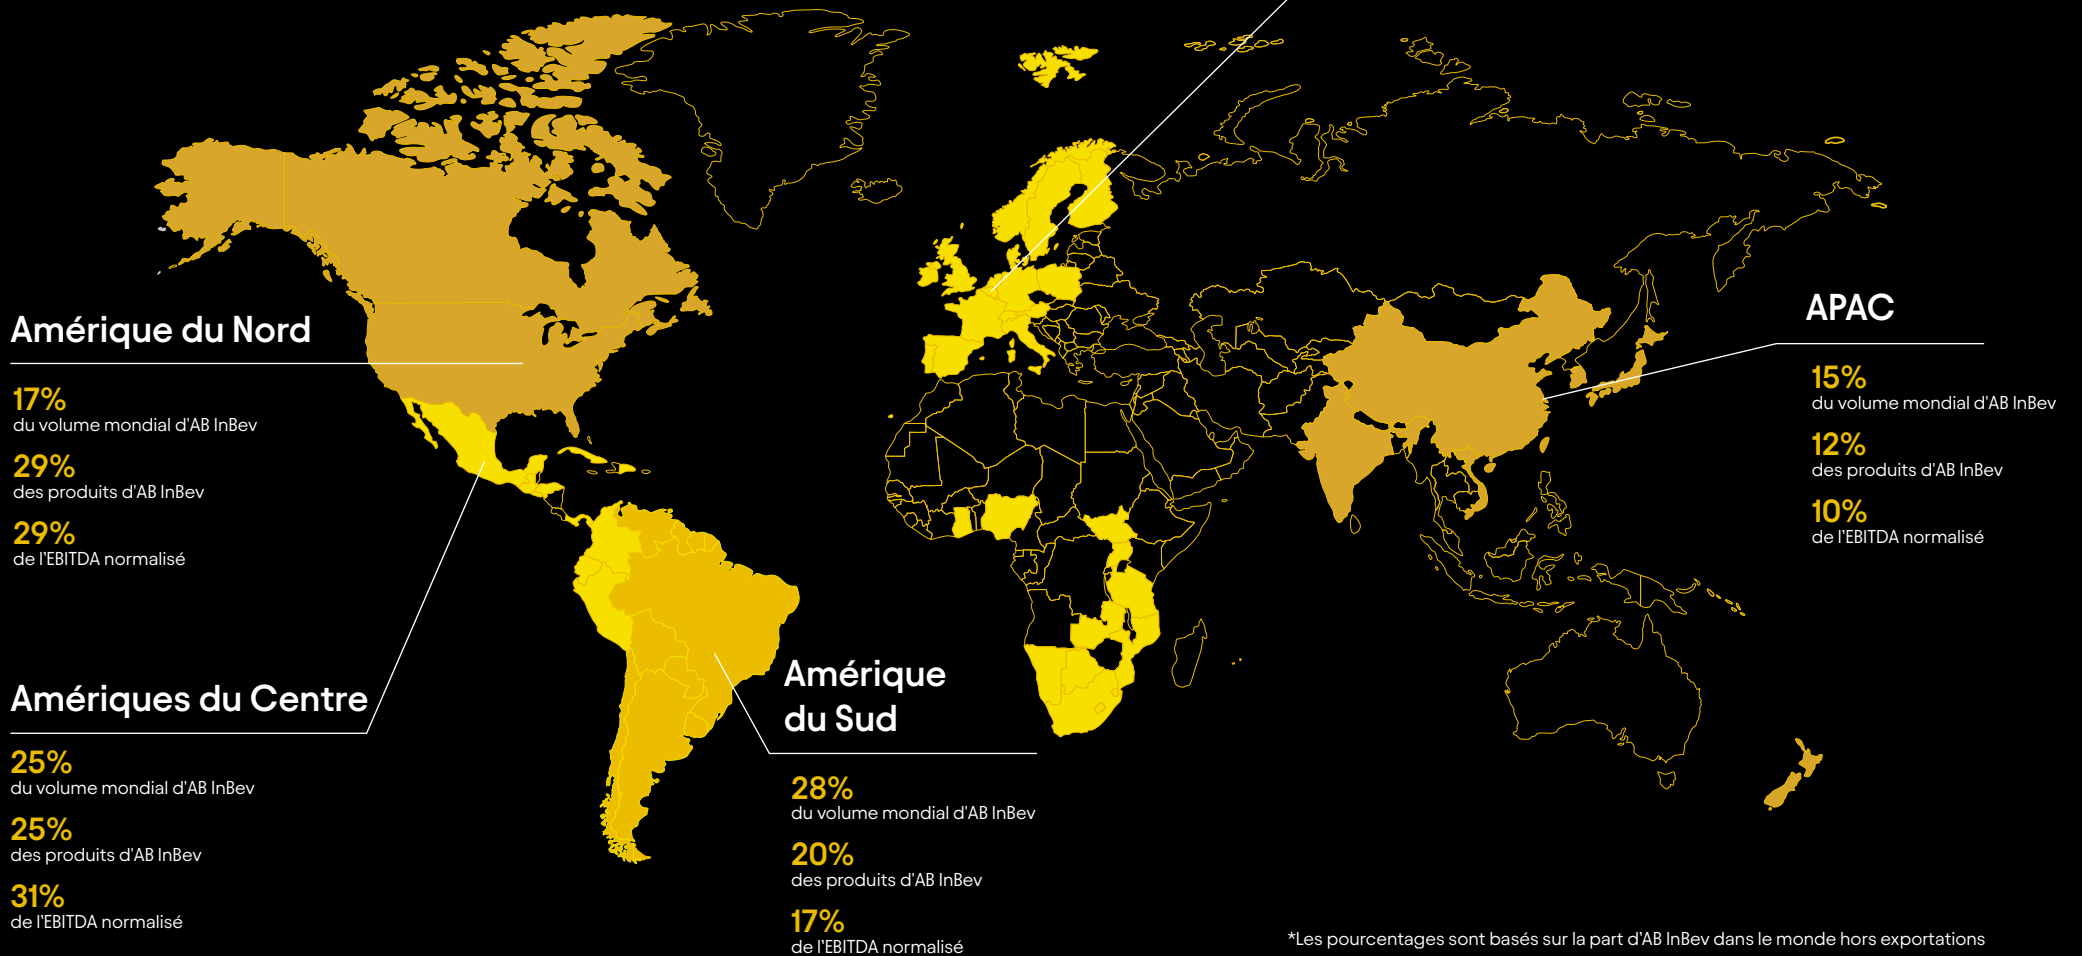 Amérique du Nord
17%
du volume mondial d'AB InBev
29%
des produits d'AB InBev
29%
de l'EBITDA normalisé
Amériques du Centre
25%
du volume mondial d'AB InBev
25%
des produits d'AB InBev
31%
de l'EBITDA normalisé
Amérique
du Sud
28%
du volume mondial d'AB InBev
20%
des produits d'AB InBev
17%
de l'EBITDA normalisé
APAC
15%
du volume mondial d'AB InBev
12%
des produits d'AB InBev
10%
de l'EBITDA normalisé
*Les pourcentages sont basés sur la part d'AB InBev dans le monde hors exportations